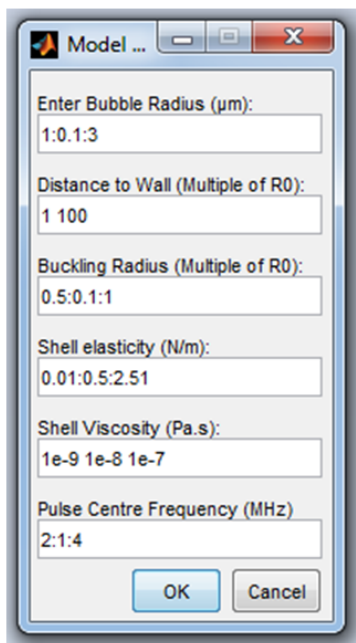 Model ...
Enter Bubble Radius (µm):
1:0.1:3
Distance to Wall (Multiple of R0):
1 100
Buckling Radius (Multiple of R0):
0.5:0.1:1
Shell elasticity (N/m):
0.01:0.5:2.51
Shell Viscosity (Pa.s):
1e-9 1e-8 1e-7
Pulse Centre Frequency (MHz)
2:1:4
OK Cancel